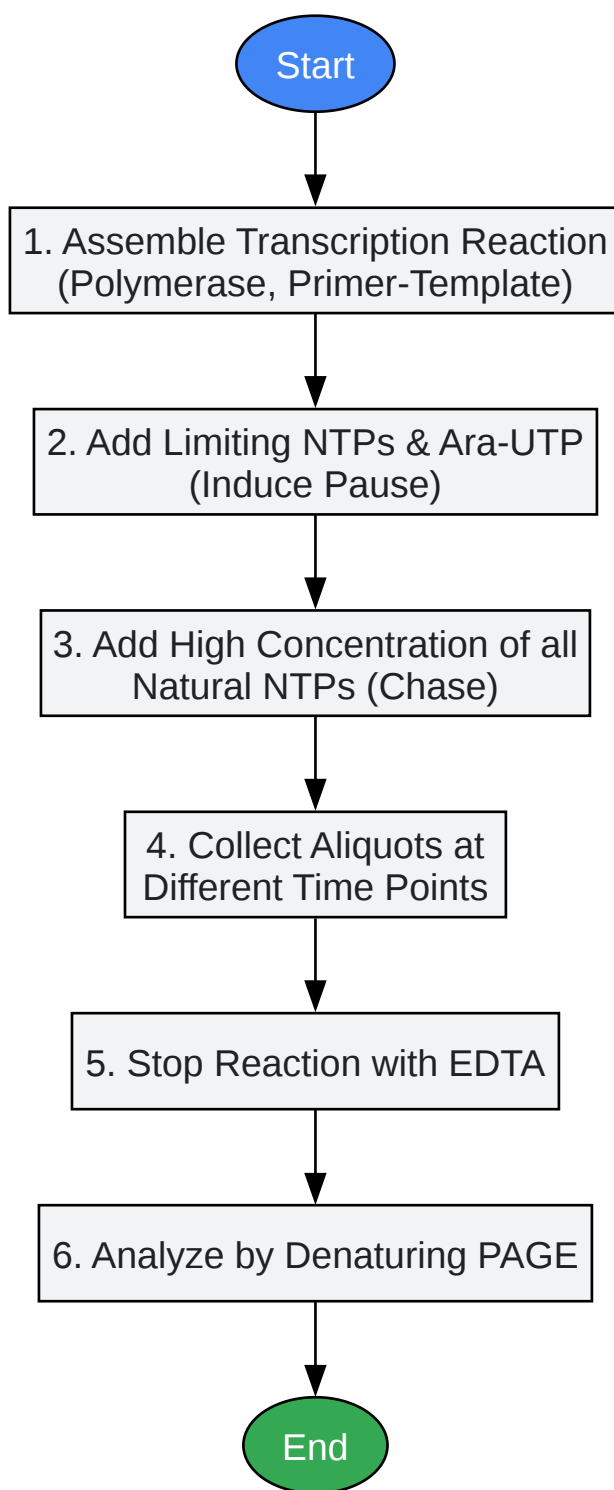 Start
1. Assemble Transcription Reaction
(Polymerase, Primer-Template)
2. Add Limiting NTPs & Ara-UTP
(Induce Pause)
3. Add High Concentration of all
Natural NTPs (Chase)
4. Collect Aliquots at
Different Time Points
5. Stop Reaction with EDTA
6. Analyze by Denaturing PAGE
End